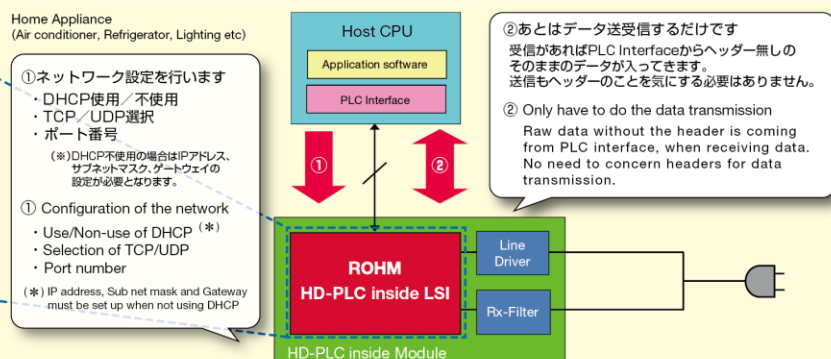 Home Appliance
(Air conditioner, Refrigerator, Lighting etc)
①ネットワーク設定を行います
・DHCP使用／不使用
・TCP／UDP選択
・ポート番号
(※)DHCP不使用の場合はIPアドレス、
サブネットマスク、ゲートウェイの
設定が必要となります。
① Configuration of the network
・Use/Non-use of DHCP (*)
・Selection of TCP/UDP
・Port number
(*) IP address, Sub net mask and Gateway
must be set up when not using DHCP
Host CPU
Application software
PLC Interface
①
②
②あとはデータ送受信するだけです
受信があればPLC Interfaceからヘッダー無しの
そのままのデータが入ってきます。
送信もヘッダーのことを気にする必要はありません。
② Only have to do the data transmission
Raw data without the header is coming
from PLC interface, when receiving data.
No need to concern headers for data
transmission.
ROHM
HD-PLC inside LSI
Line
Driver
Rx-Filter
HD-PLC inside Module